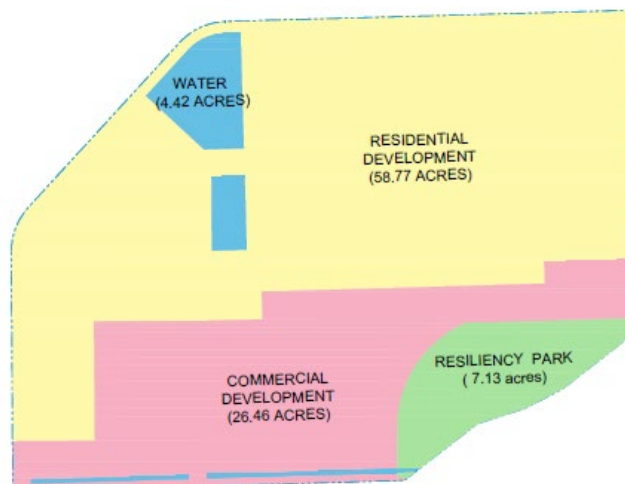 WATER
(4.42 ACRES)
RESIDENTIAL
DEVELOPMENT
(58.77 ACRES)
RESILIENCY PARK
( 7.13 acres)
COMMERCIAL
DEVELOPMENT
(26.46 ACRES)